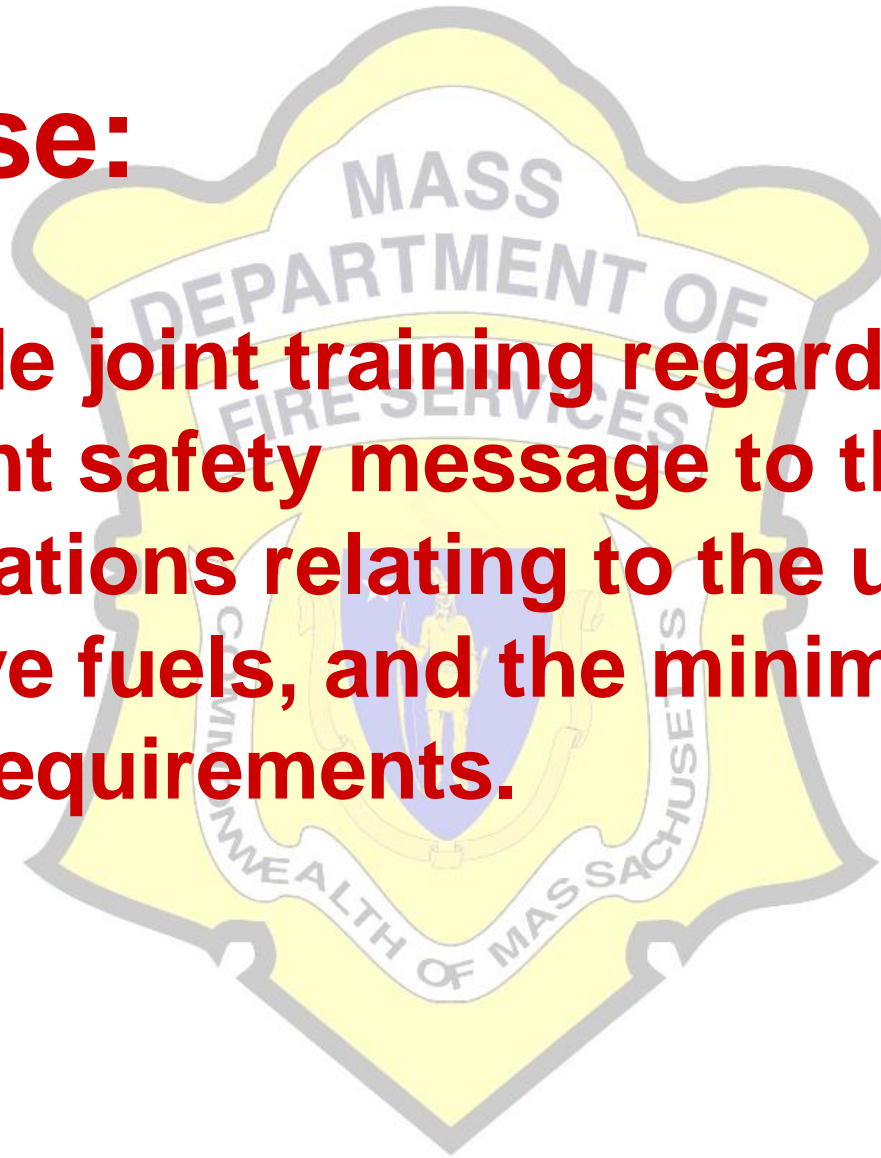 se:
MASS
DEPARTMENT OF
le joint training regard
FIRE SERVICES
nt safety message to th
ations relating to the u
ve fuels, and the minim
equirements.
COMMONWEALTH OF MASSACHUSETTS